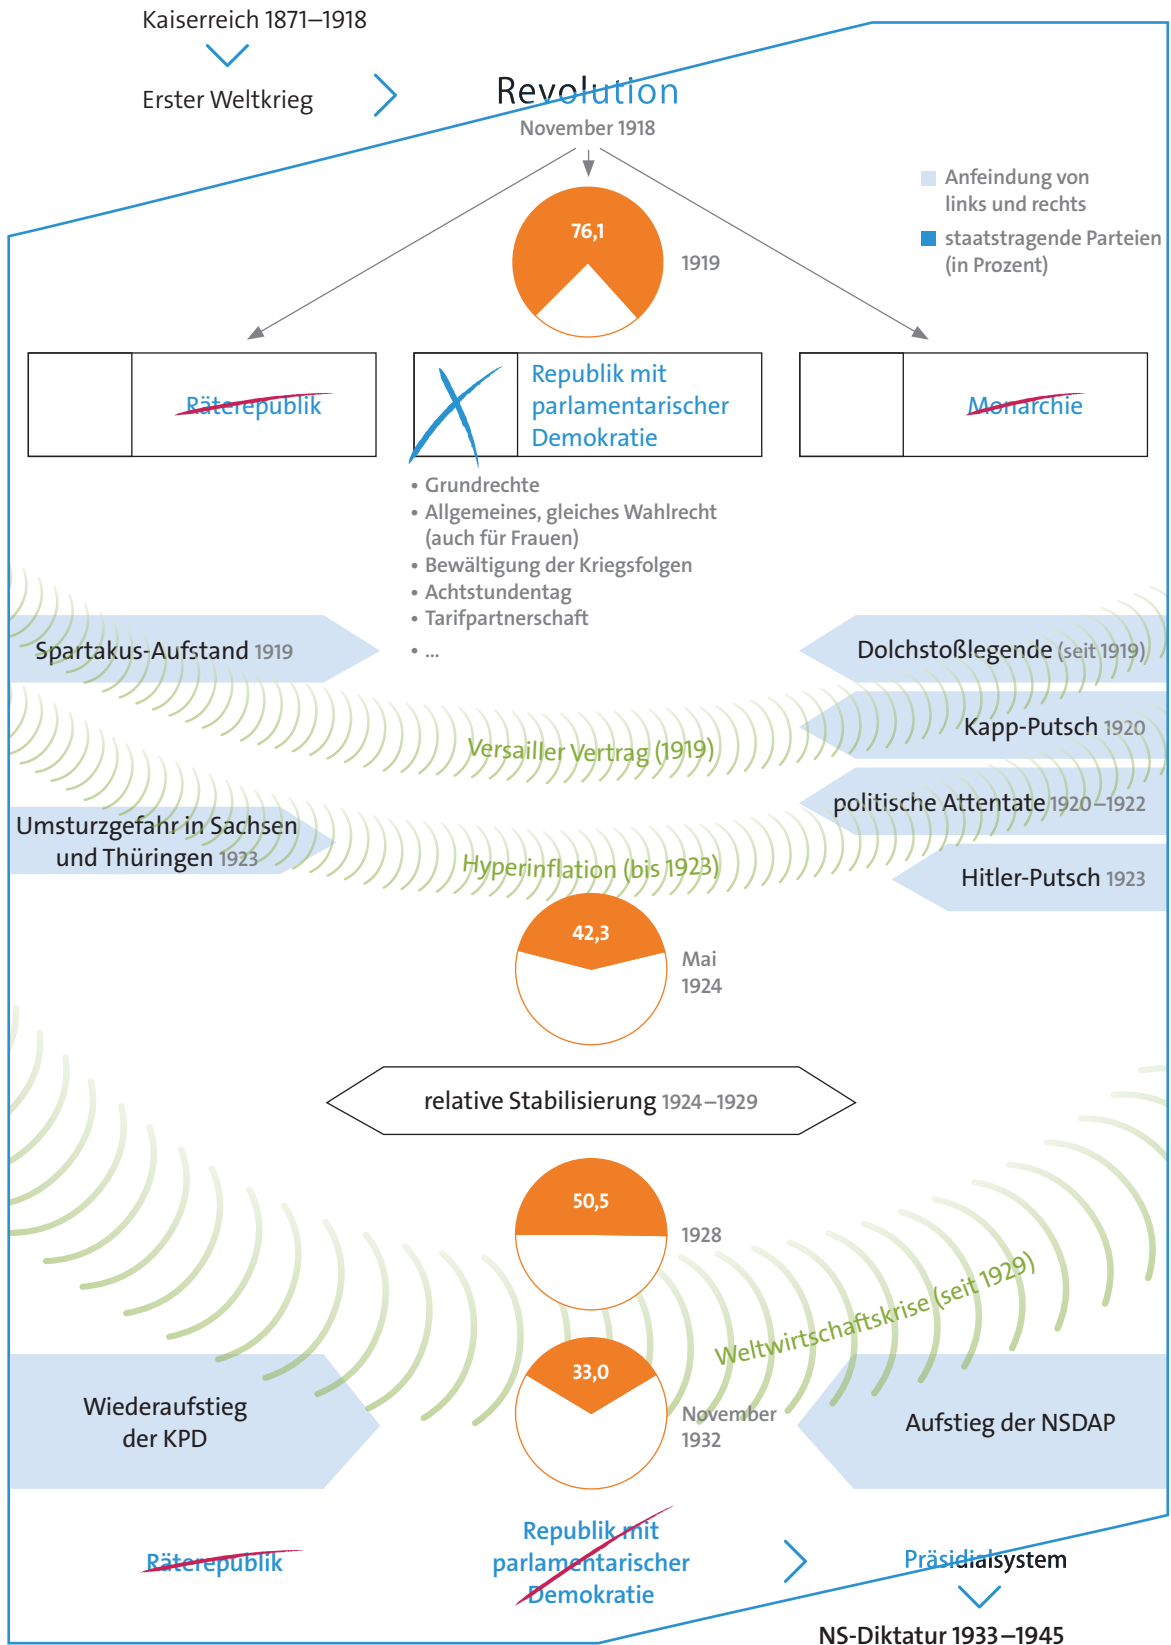 Kaiserreich 1871–1918
Erster Weltkrieg
Revolution
November 1918
Anfeindung von
links und rechts
staatstragende Parteien
(in Prozent)
76,1
1919
Räterepublik
Republik mit
parlamentarischer
Demokratie
Monarchie
• Grundrechte
• Allgemeines, gleiches Wahlrecht
(auch für Frauen)
• Bewältigung der Kriegsfolgen
• Achtstundentag
• Tarifpartnerschaft
• ...
Spartakus-Aufstand 1919
Dolchstoßlegende (seit 1919)
Kapp-Putsch 1920
Versailler Vertrag (1919)
politische Attentate 1920–1922
Umsturzgefahr in Sachsen
und Thüringen 1923
Hyperinflation (bis 1923)
Hitler-Putsch 1923
42,3
Mai
1924
relative Stabilisierung 1924–1929
50,5
1928
Weltwirtschaftskrise (seit 1929)
33,0
November
1932
Wiederaufstieg
der KPD
Aufstieg der NSDAP
Räterepublik
Republik mit
parlamentarischer
Demokratie
Präsidialsystem
NS-Diktatur 1933–1945